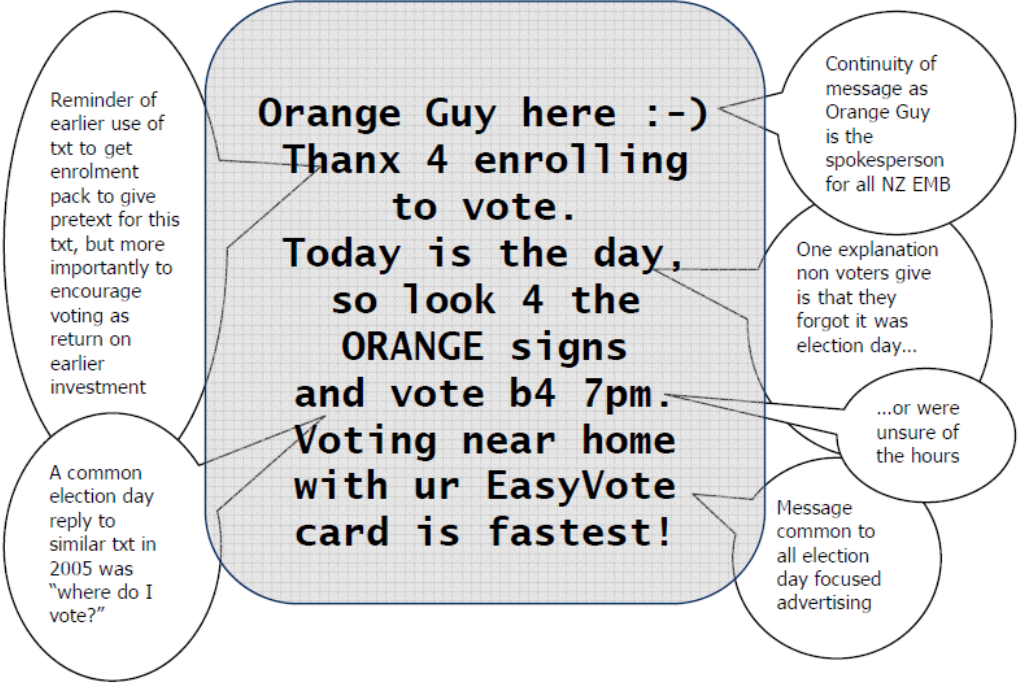 Orange Guy here :-)
Thanx 4 enrolling
to vote.
Today is the day,
so look 4 the
ORANGE signs
and vote b4 7pm.
Voting near home
with ur EasyVote
card is fastest!
Reminder of
earlier use of
txt to get
enrolment
pack to give
pretext for this
txt, but more
importantly to
encourage
voting as
return on
earlier
investment
A common
election day
reply to
similar txt in
2005 was
“where do I
vote?”
Continuity of
message as
Orange Guy
is the
spokesperson
for all NZ EMB
One explanation
non voters give
is that they
forgot it was
election day...
...or were
unsure of
the hours
Message
common to
all election
day focused
advertising